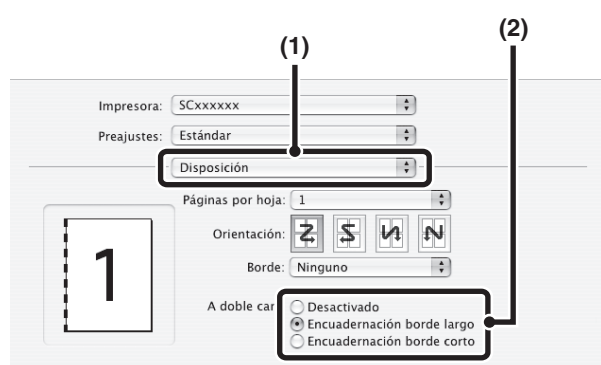 (1)
(2)
Impresora: SCxxxxxx
Preajustes: Estándar
Disposición
Páginas por hoja: 1
Orientación:
1
Borde: Ninguno
A doble car
Desactivado
Encuadernación borde largo
Encuadernación borde corto